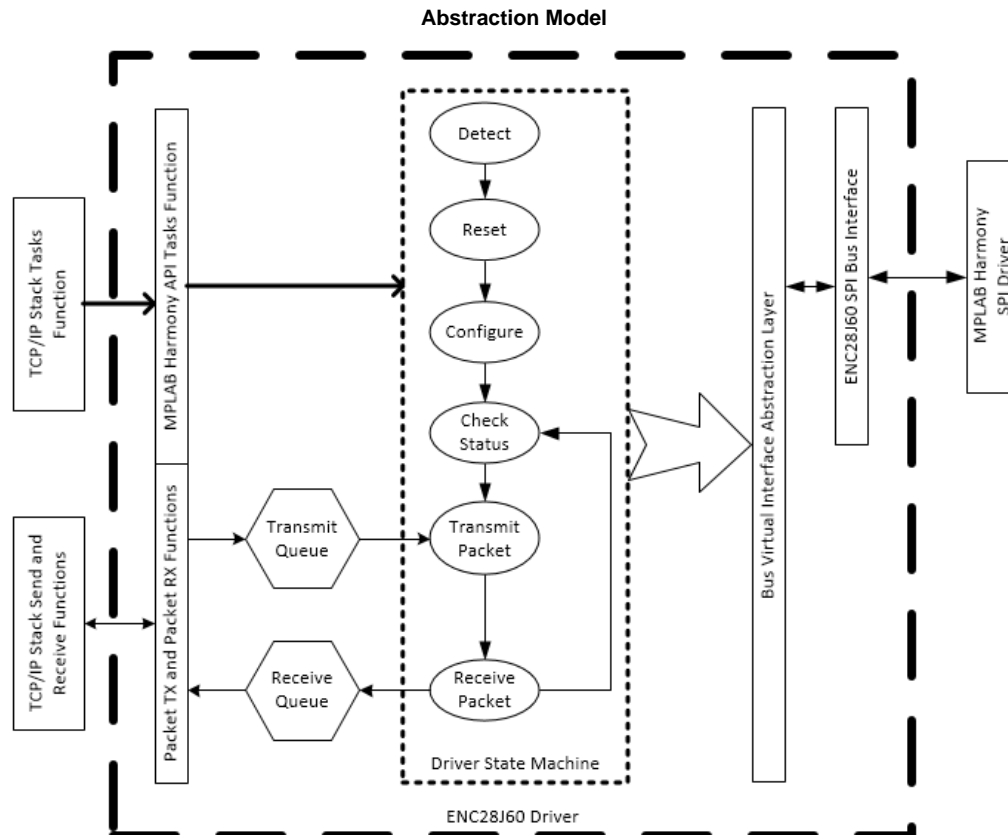 Abstraction Model
TCP/IP Stack Tasks
Function
MPLAB Harmony API Tasks Function
TCP/IP Stack Send and
Receive Functions
Packet TX and Packet RX Functions
Transmit
Queue
Receive
Queue
Detect
Reset
Configure
Check
Status
Transmit
Packet
Receive
Packet
Driver State Machine
Bus Virtual Interface Abstraction Layer
ENC28J60 SPI Bus Interface
MPLAB Harmony
SPI Driver
ENC28J60 Driver